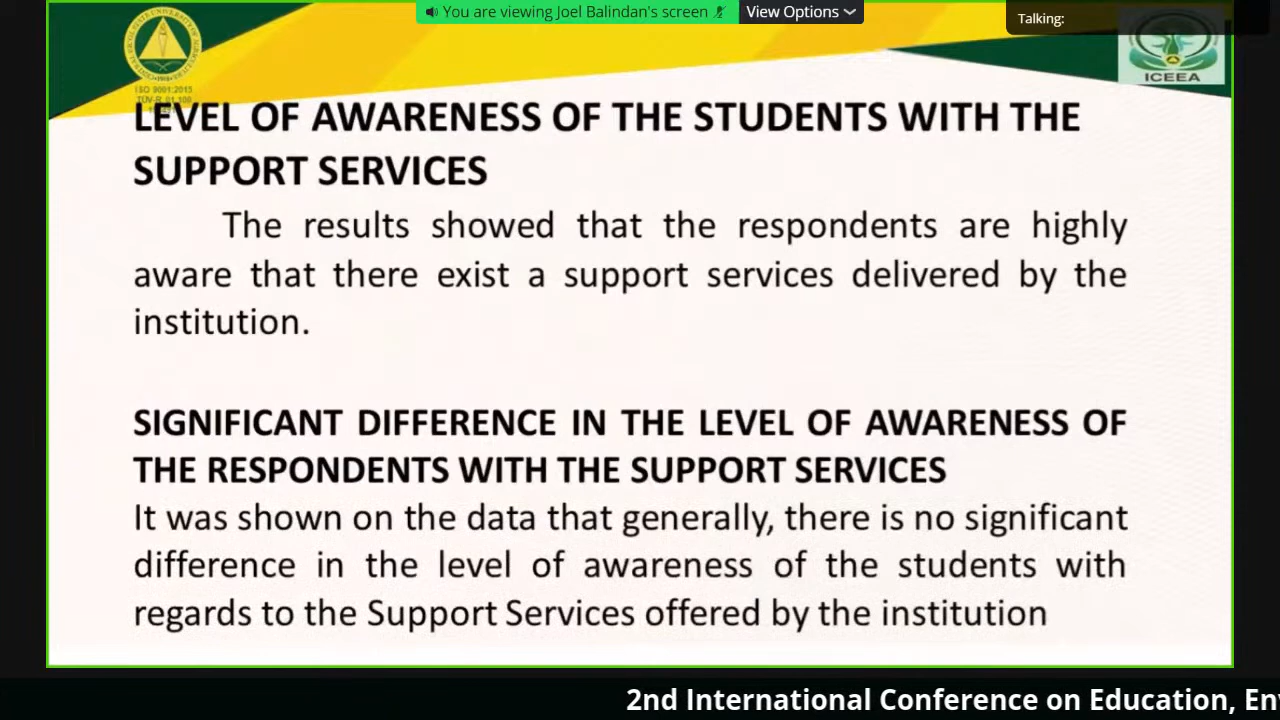 You are viewing Joel Balindan's screen
View Options
Talking:
ISO 9001:2015
ICEEA
LEVEL OF AWARENESS OF THE STUDENTS WITH THE
SUPPORT SERVICES
The results showed that the respondents are highly
aware that there exist a support services delivered by the
institution.
SIGNIFICANT DIFFERENCE IN THE LEVEL OF AWARENESS OF
THE RESPONDENTS WITH THE SUPPORT SERVICES
It was shown on the data that generally, there is no significant
difference in the level of awareness of the students with
regards to the Support Services offered by the institution
2nd International Conference on Education, En